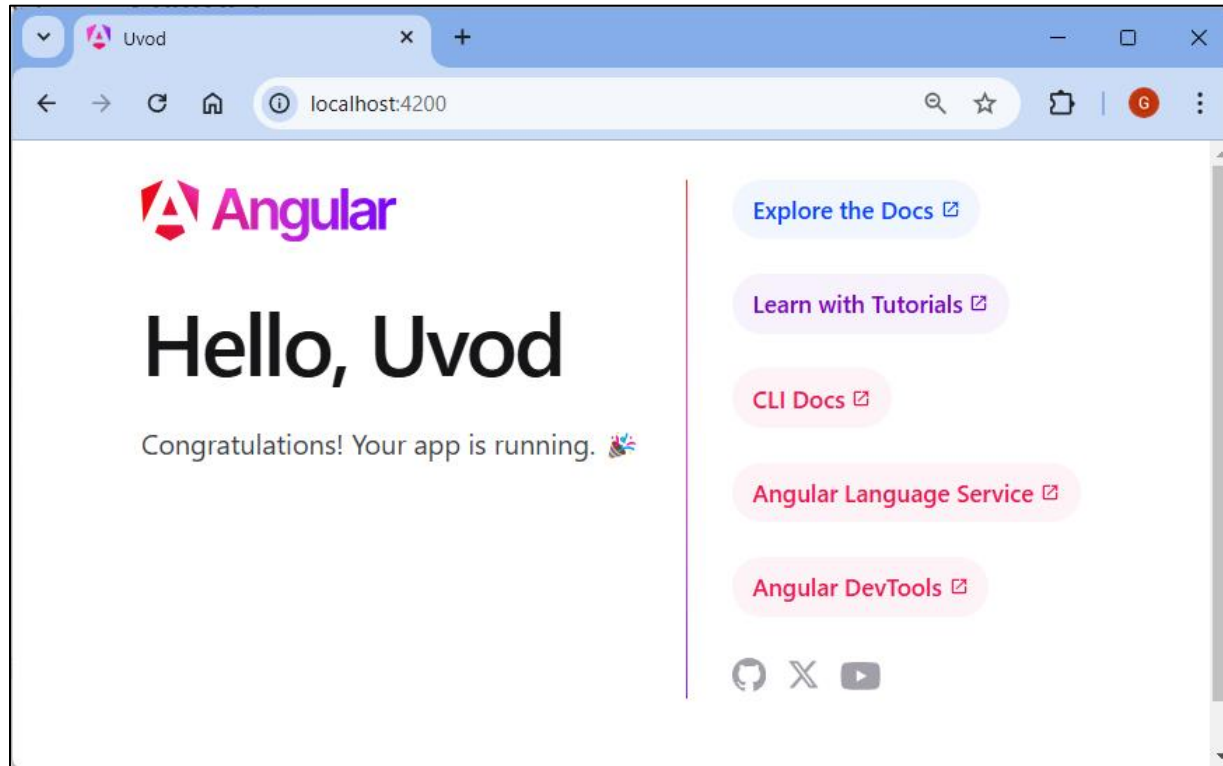 Uvod
localhost:4200
G
Angular
Hello, Uvod
Congratulations! Your app is running. 🎉
Explore the Docs
Learn with Tutorials
CLI Docs
Angular Language Service
Angular DevTools